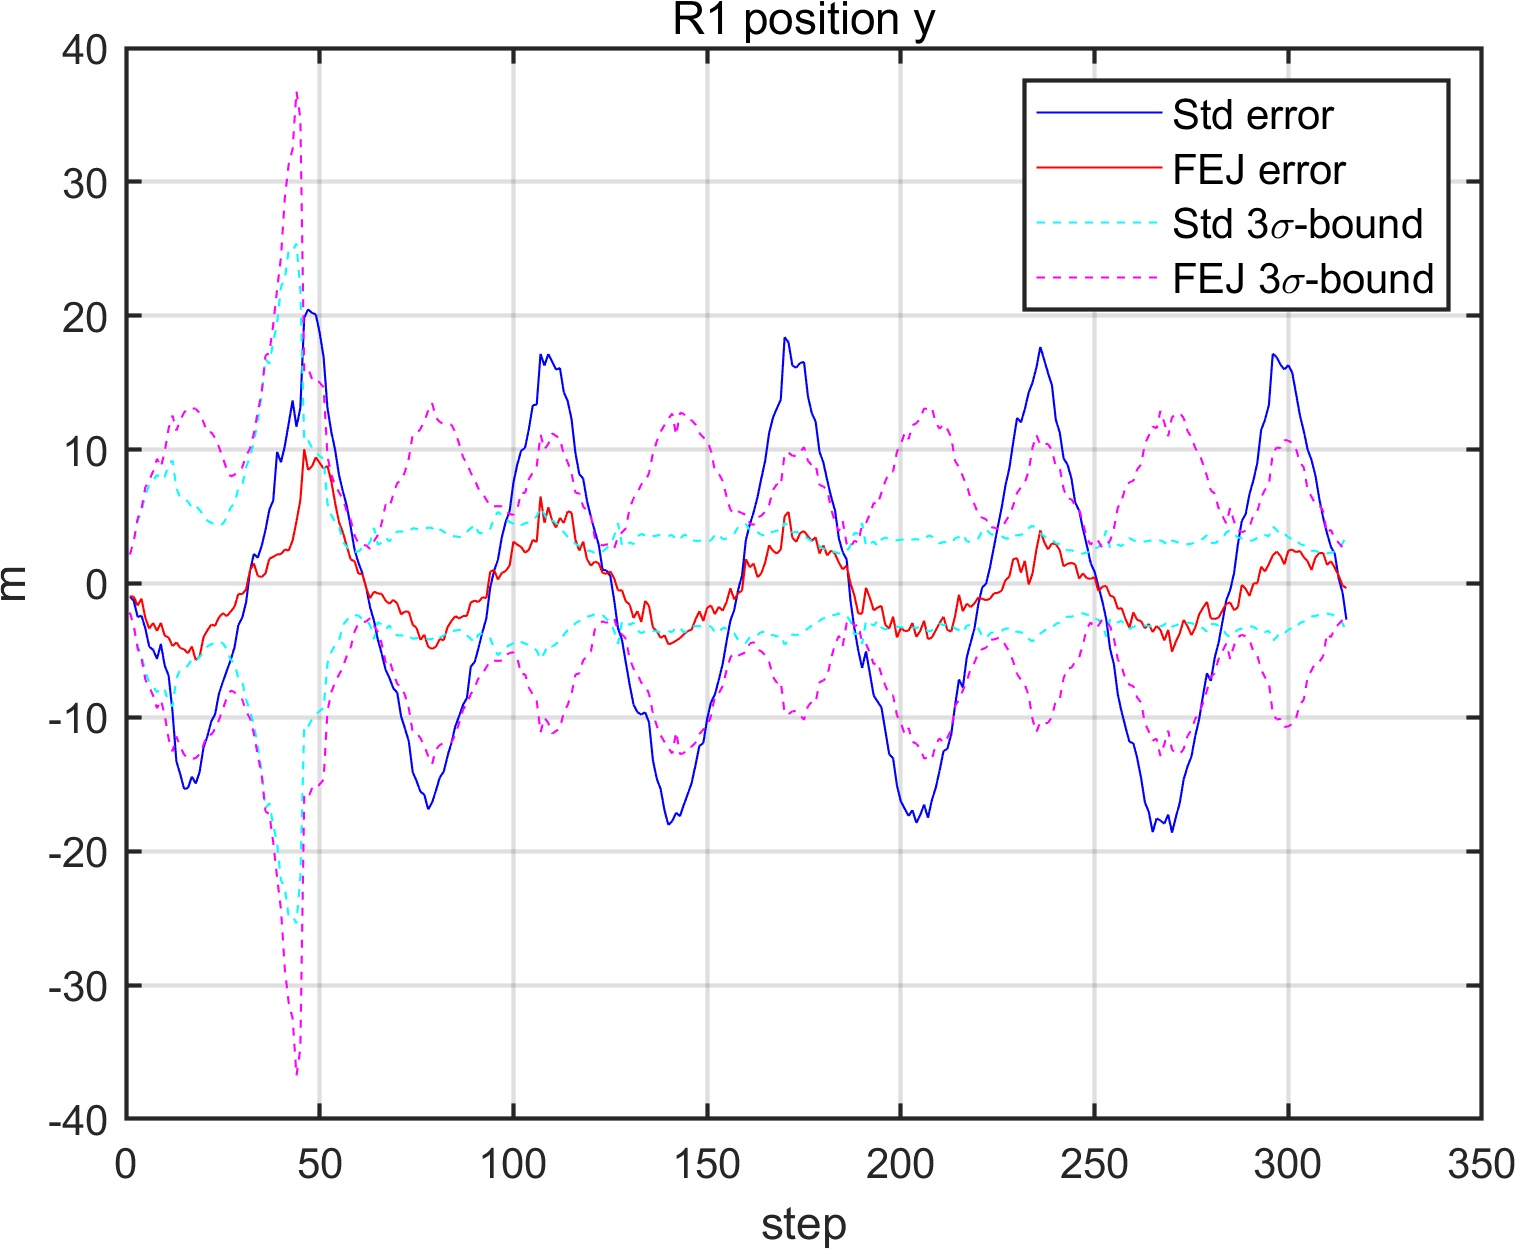 R1 position y
40
30
20
10
0
-10
-20
-30
-40
m
Std error
FEJ error
Std 3σ-bound
FEJ 3σ-bound
0 50 100 150 200 250 300 350
step